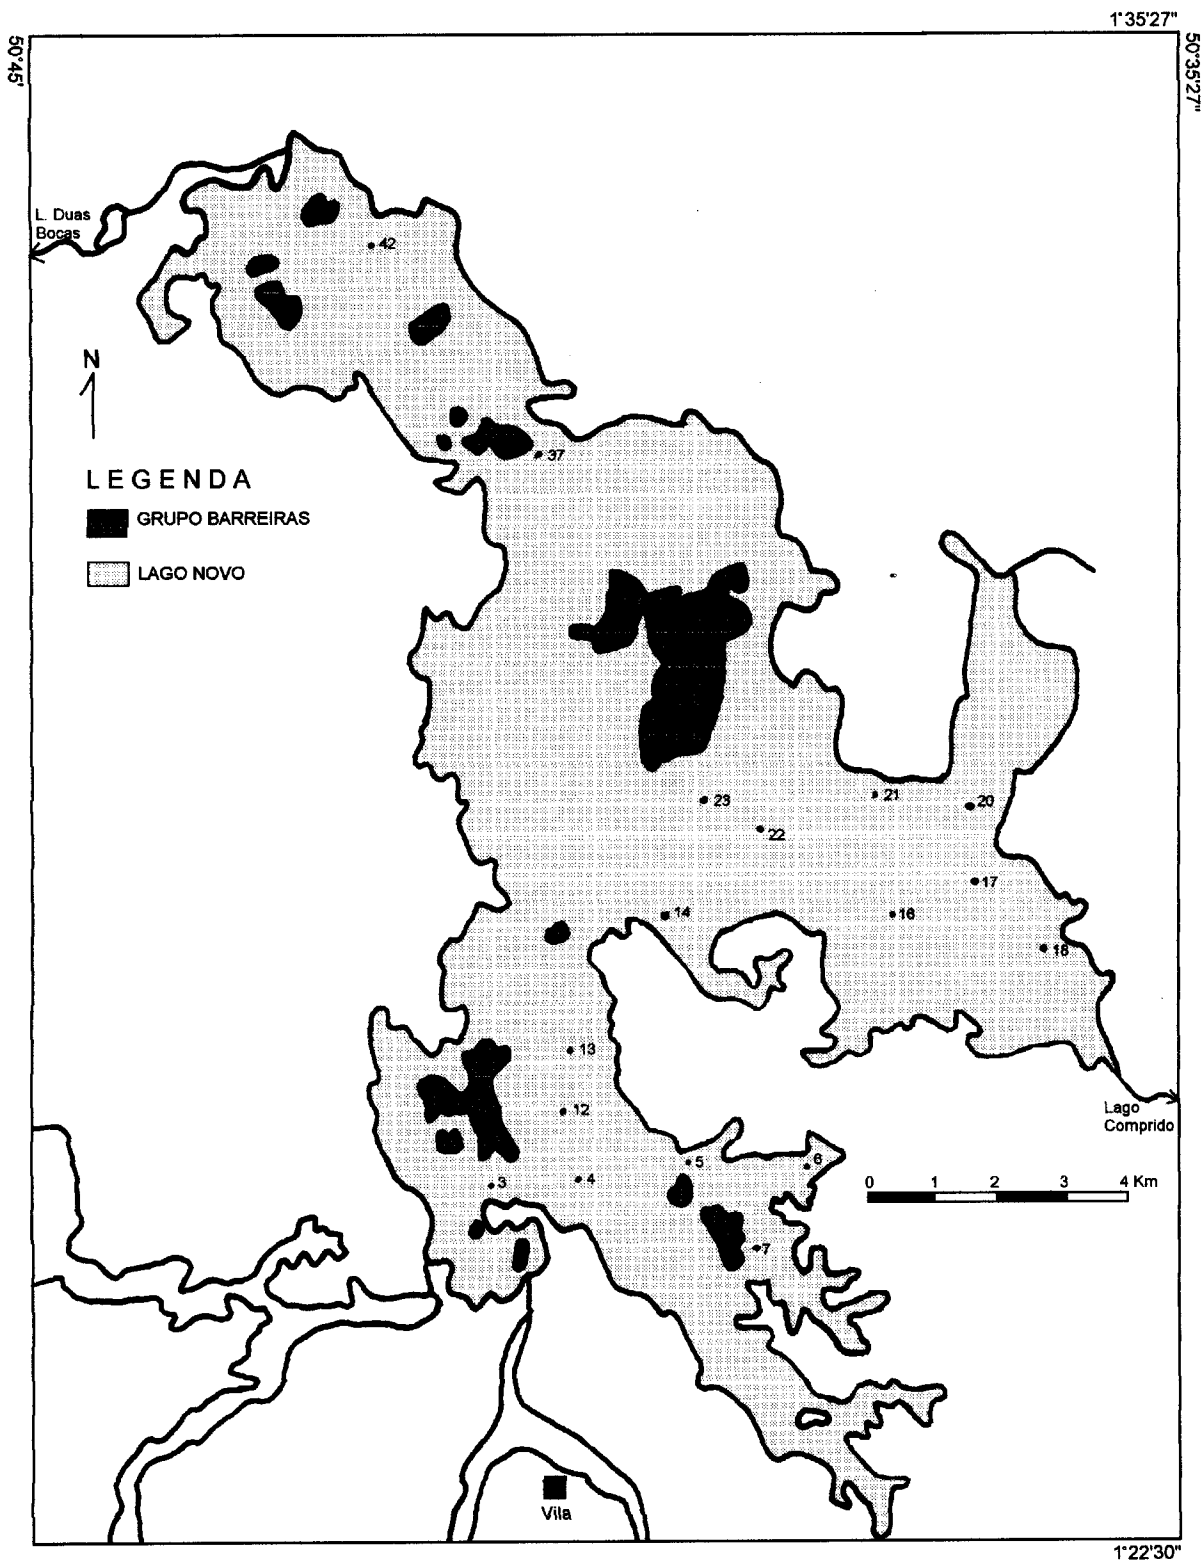 1°35'27"
50°45'
50°35'27"
L. Duas
Bocas
42
N
37
LEGENDA
GRUPO BARREIRAS
LAGO NOVO
23
21
20
22
17
14
16
18
13
12
Lago
Comprido
5
6
3
4
0 1 2 3 4 Km
7
Vila
1°22'30"